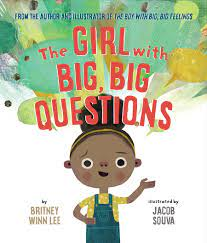 FROM THE AUTHOR AND ILLUSTRATOR OF THE BOY WITH BIG, BIG FEELINGS
The GIRL with
BIG, BIG
QUESTIONS
by
BRITNEY
WINN LEE
illustrated by
JACOB
SOUVA